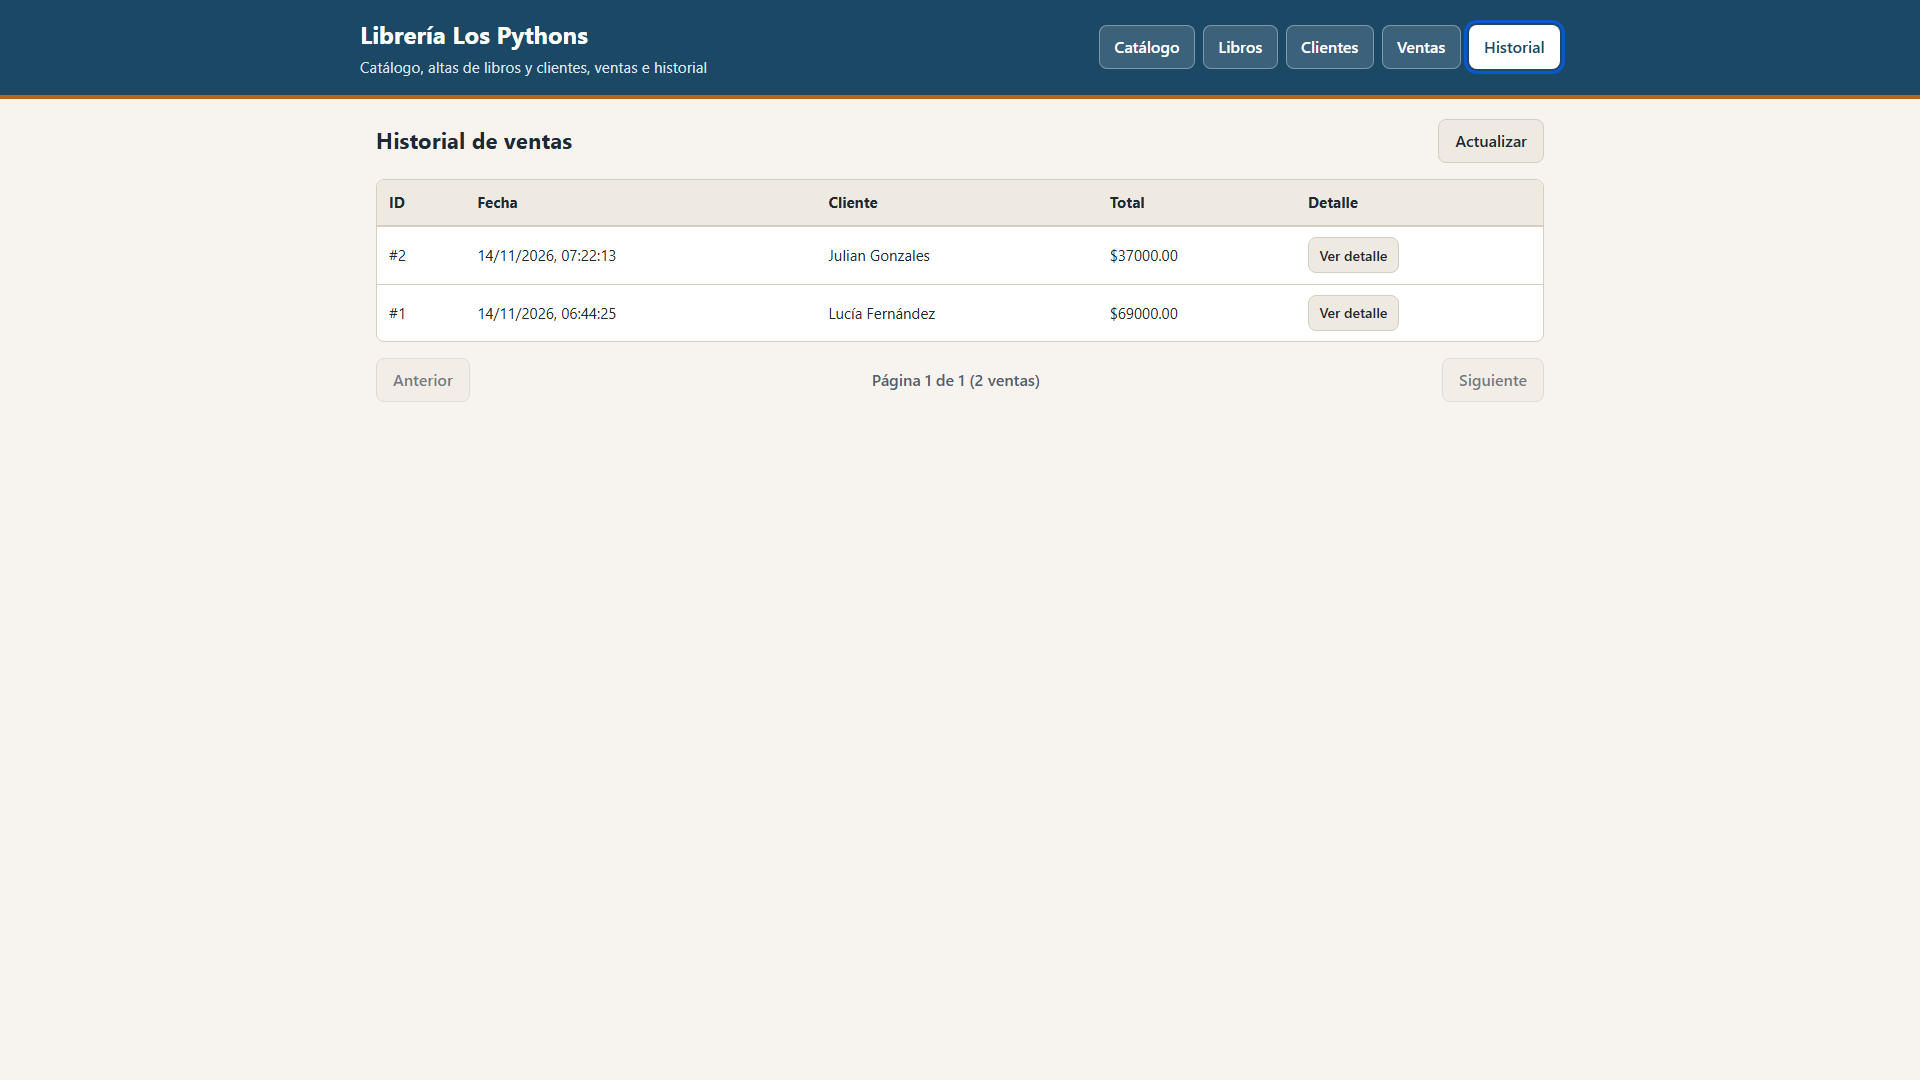 Librería Los Pythons
Catálogo, altas de libros y clientes, ventas e historial
Catálogo Libros Clientes Ventas Historial
Historial de ventas
Actualizar
ID Fecha Cliente Total Detalle
#2 14/11/2026, 07:22:13 Julian Gonzales $37000.00 Ver detalle
#1 14/11/2026, 06:44:25 Lucía Fernández $69000.00 Ver detalle
Anterior Página 1 de 1 (2 ventas) Siguiente